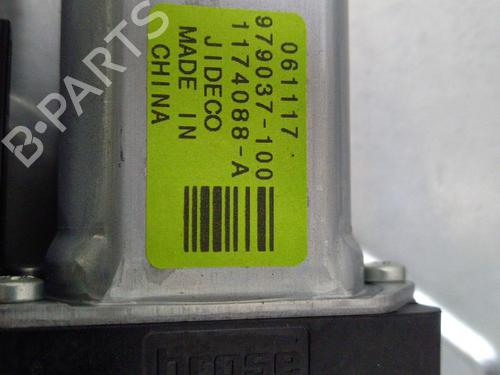 061117
979037-100
1174088-A
JIDECO
MADE IN
CHINA
brose
B-PARTS